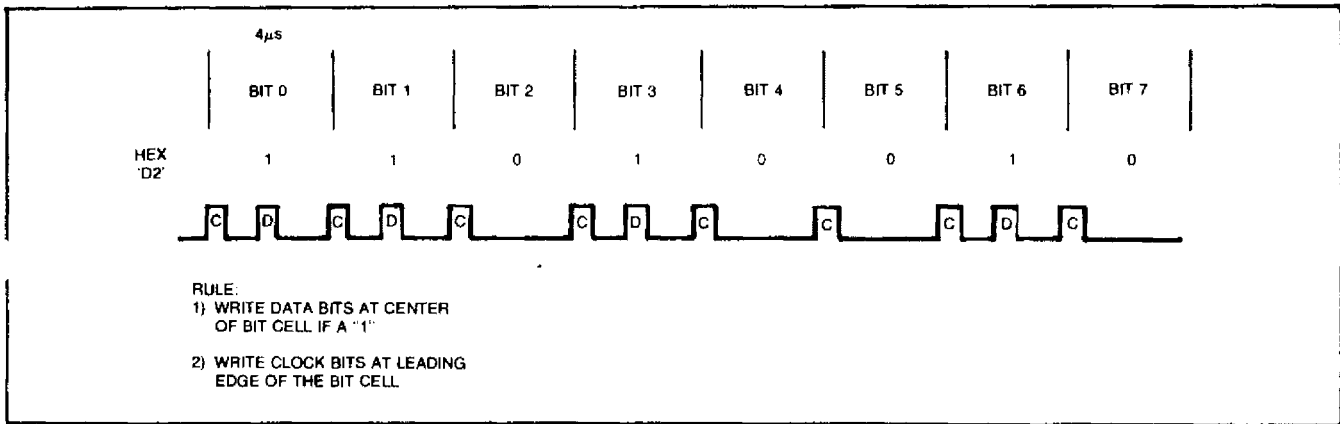 4μs
BIT 0 BIT 1 BIT 2 BIT 3 BIT 4 BIT 5 BIT 6 BIT 7
HEX 1 1 0 1 0 0 1 0
'D2'
C D C D C C D C C C D C
RULE:
1) WRITE DATA BITS AT CENTER
OF BIT CELL IF A "1"
2) WRITE CLOCK BITS AT LEADING
EDGE OF THE BIT CELL